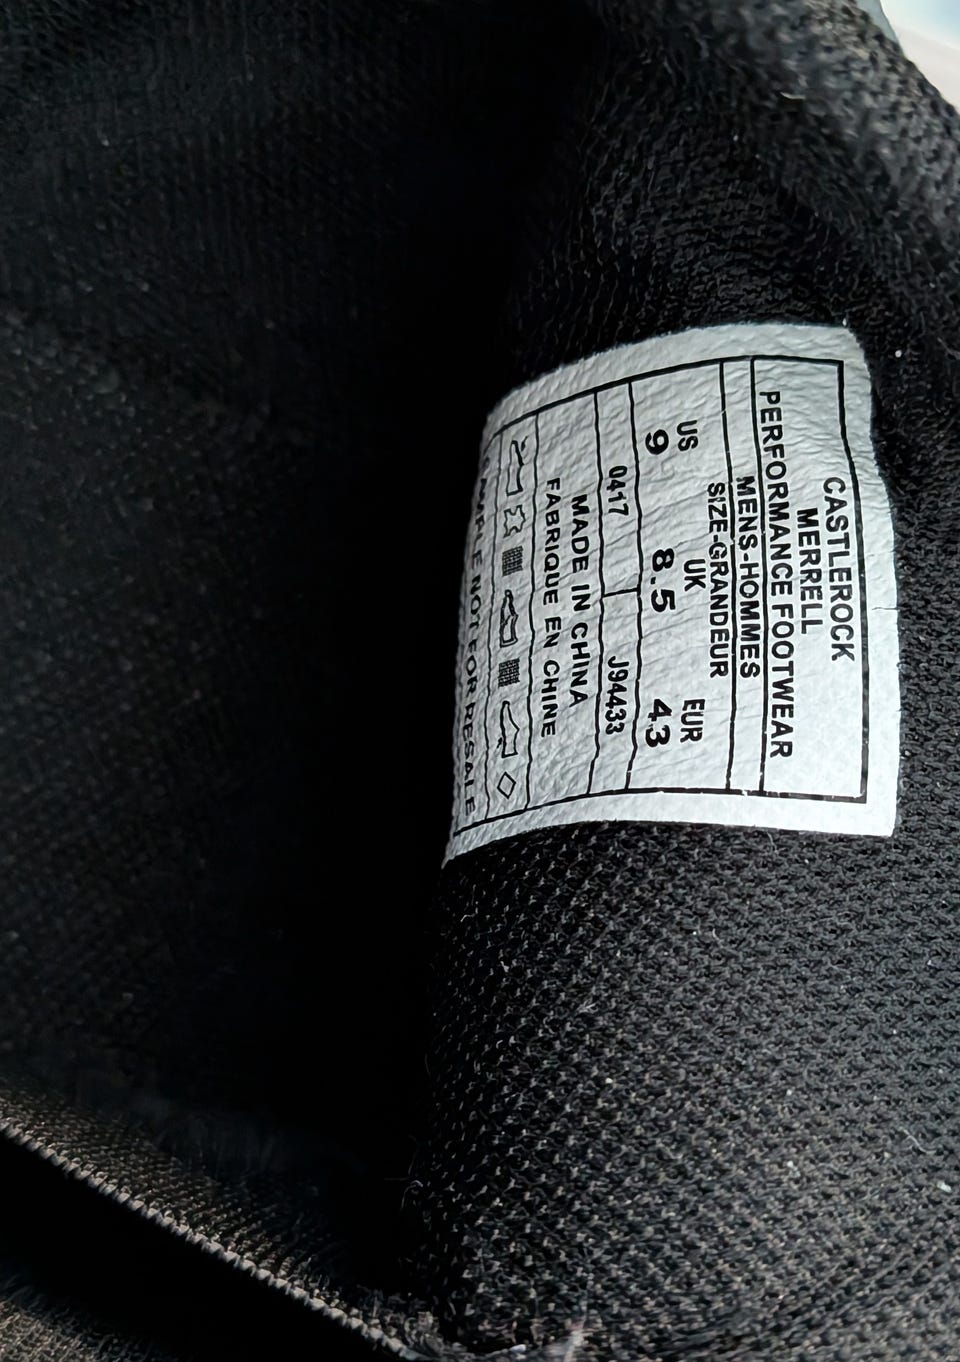 CASTLEROCK
MERRELL
PERFORMANCE FOOTWEAR
MENS-HOMMES
SIZE-GRANDEUR
US UK EUR
9 8.5 43
0417 J94433
MADE IN CHINA
FABRIQUE EN CHINE
SAMPLE NOT FOR RESALE